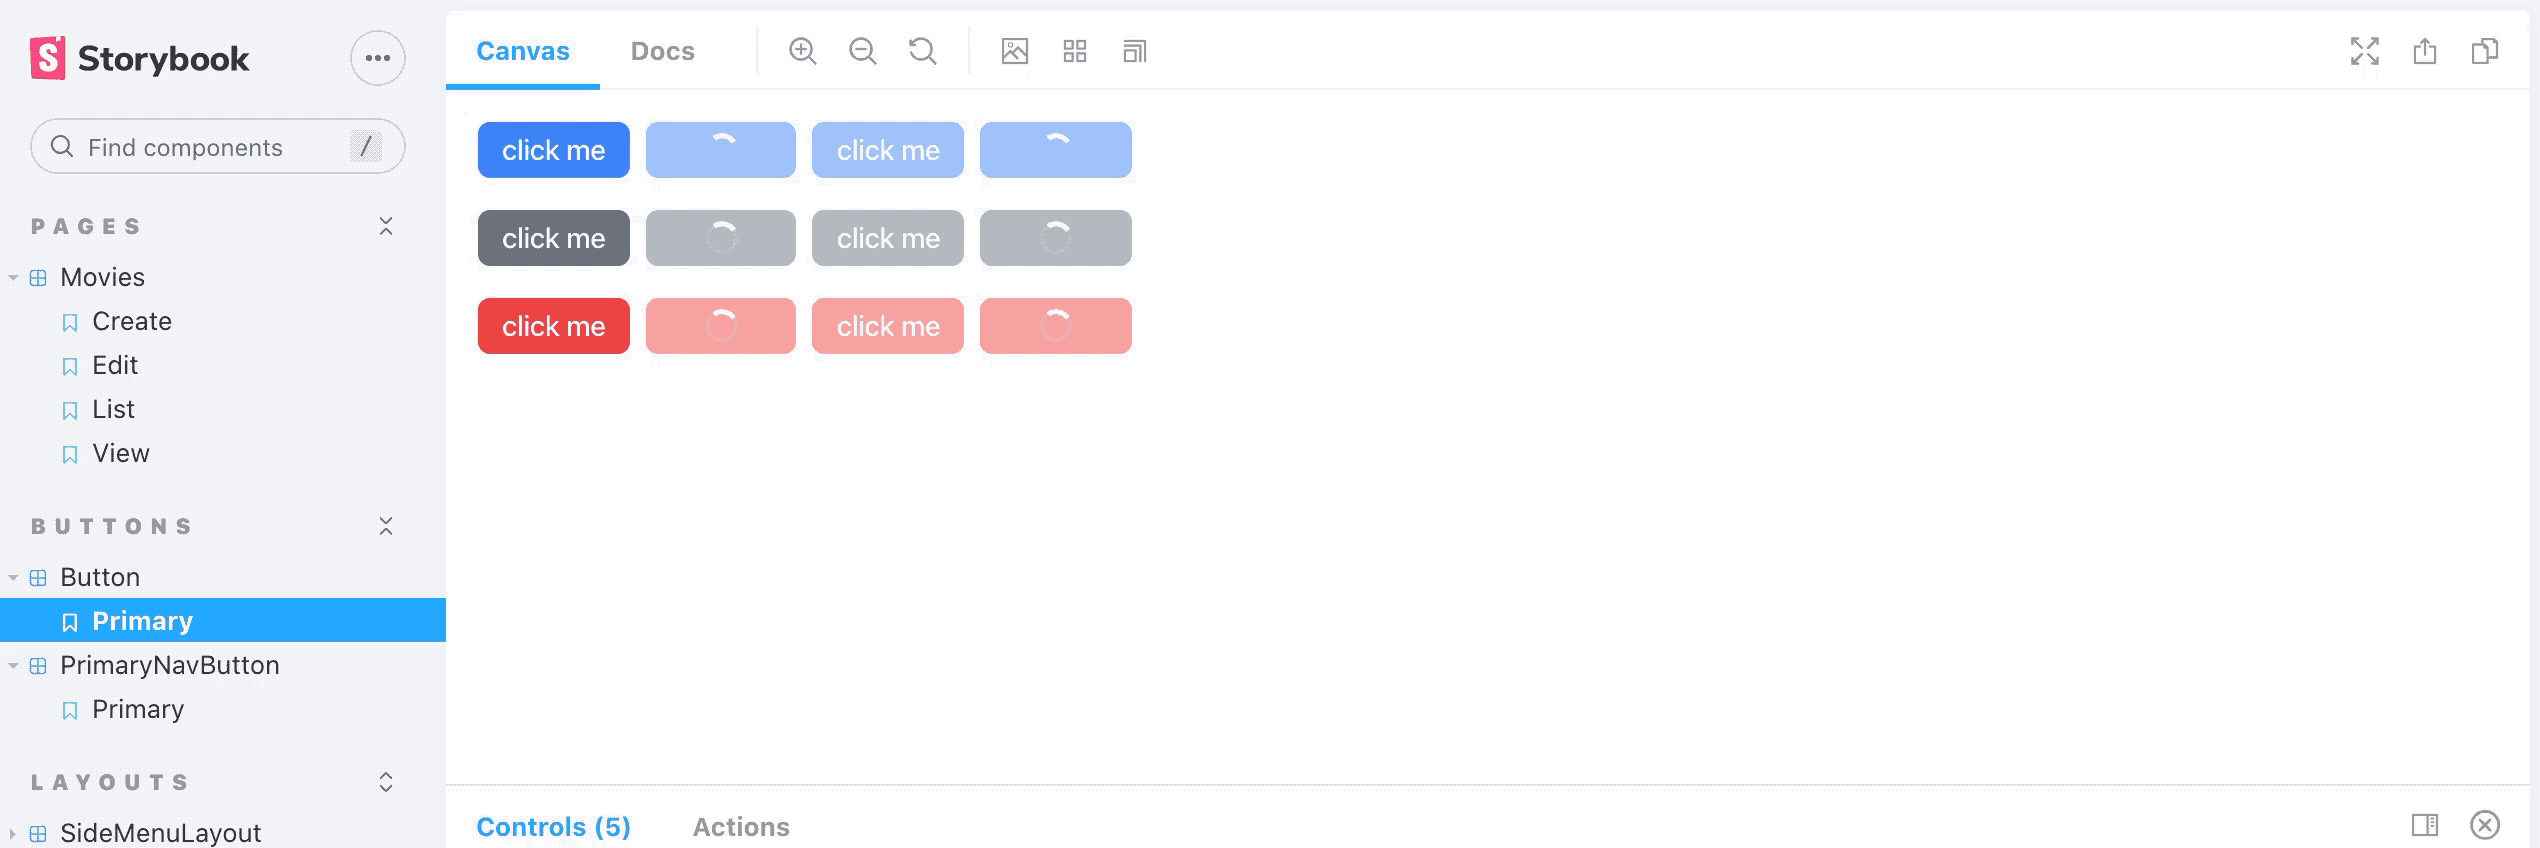 Storybook
Find components /
PAGES
Movies
Create
Edit
List
View
BUTTONS
Button
Primary
PrimaryNavButton
Primary
LAYOUTS
SideMenuLayout
Canvas Docs
click me click me
click me click me
click me click me
Controls (5) Actions